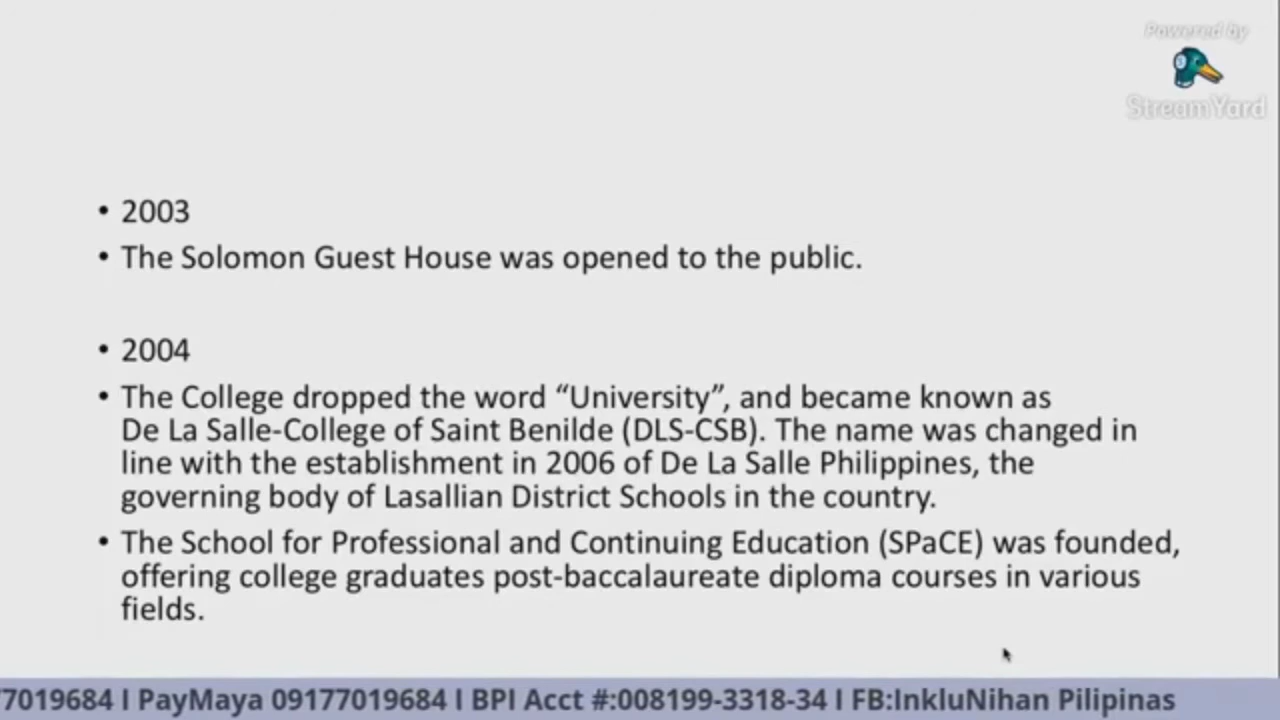 Powered by
StreamYard
• 2003
• The Solomon Guest House was opened to the public.
• 2004
• The College dropped the word “University”, and became known as
De La Salle-College of Saint Benilde (DLS-CSB). The name was changed in
line with the establishment in 2006 of De La Salle Philippines, the
governing body of Lasallian District Schools in the country.
• The School for Professional and Continuing Education (SPaCE) was founded,
offering college graduates post-baccalaureate diploma courses in various
fields.
77019684 I PayMaya 09177019684 I BPI Acct #:008199-3318-34 I FB:InkluNihan Pilipinas